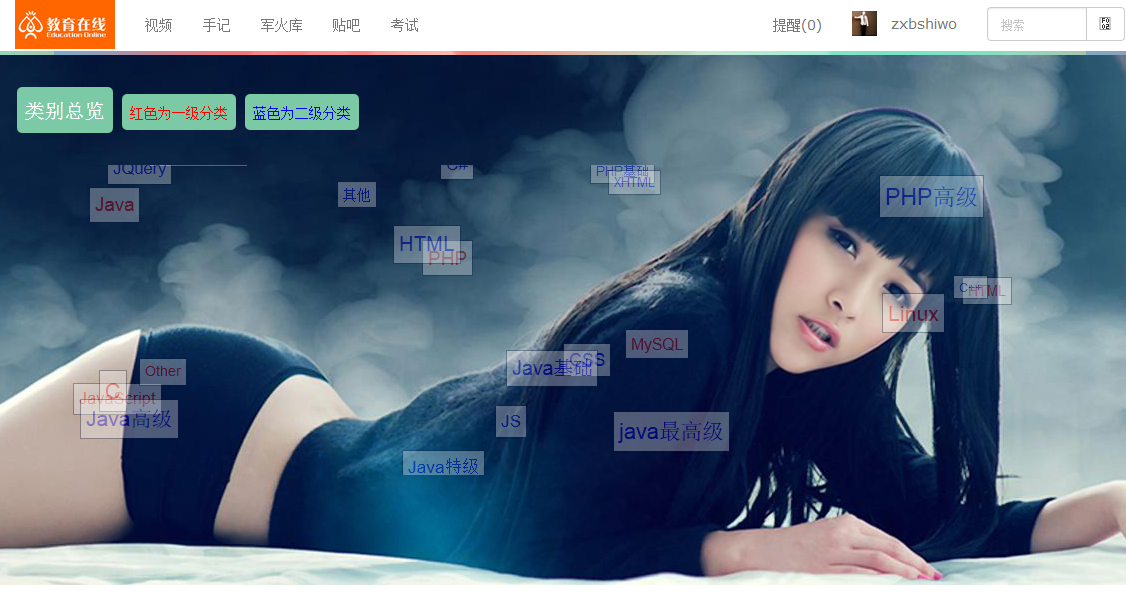 教育在线
Education Online
视频
手记
军火库
贴吧
考试
提醒(0)
zxbshiwo
搜索
类别总览
红色为一级分类
蓝色为二级分类
JQuery
C#
PHP基础
XHTML
其他
Java
PHP高级
HTML
PHP
HTML
Linux
MySQL
CSS
Java基础
Other
C
JavaScript
Java高级
JS
java最高级
Java特级